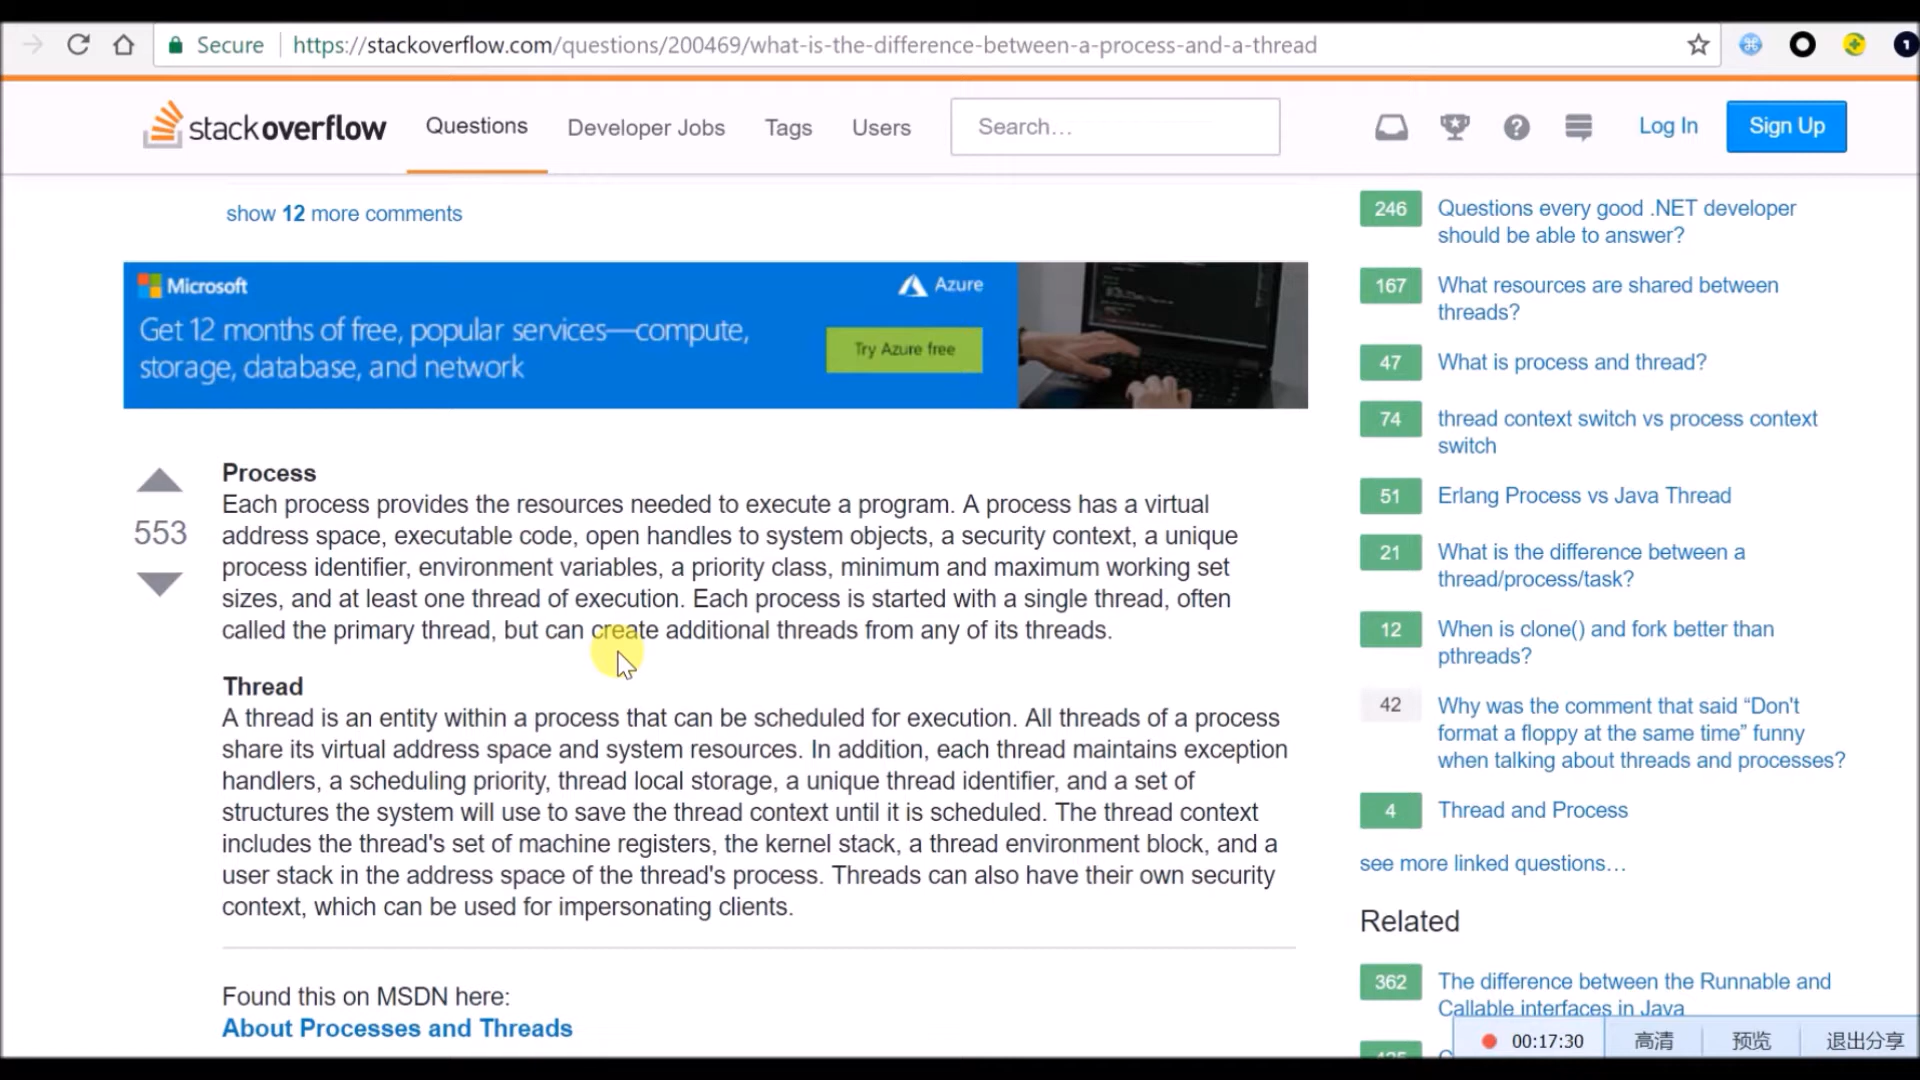 Secure https://stackoverflow.com/questions/200469/what-is-the-difference-between-a-process-and-a-thread
1
stackoverflow Questions Developer Jobs Tags Users Search... Log In Sign Up
show 12 more comments
Microsoft
Azure
Get 12 months of free, popular services—compute,
storage, database, and network
Try Azure free
553
Process
Each process provides the resources needed to execute a program. A process has a virtual
address space, executable code, open handles to system objects, a security context, a unique
process identifier, environment variables, a priority class, minimum and maximum working set
sizes, and at least one thread of execution. Each process is started with a single thread, often
called the primary thread, but can create additional threads from any of its threads.
Thread
A thread is an entity within a process that can be scheduled for execution. All threads of a process
share its virtual address space and system resources. In addition, each thread maintains exception
handlers, a scheduling priority, thread local storage, a unique thread identifier, and a set of
structures the system will use to save the thread context until it is scheduled. The thread context
includes the thread's set of machine registers, the kernel stack, a thread environment block, and a
user stack in the address space of the thread's process. Threads can also have their own security
context, which can be used for impersonating clients.
Found this on MSDN here:
About Processes and Threads
246 Questions every good .NET developer
should be able to answer?
167 What resources are shared between
threads?
47 What is process and thread?
74 thread context switch vs process context
switch
51 Erlang Process vs Java Thread
21 What is the difference between a
thread/process/task?
12 When is clone() and fork better than
pthreads?
42 Why was the comment that said “Don't
format a floppy at the same time” funny
when talking about threads and processes?
4 Thread and Process
see more linked questions…
Related
362 The difference between the Runnable and
Callable interfaces in Java
00:17:30 高清 预览 退出分享